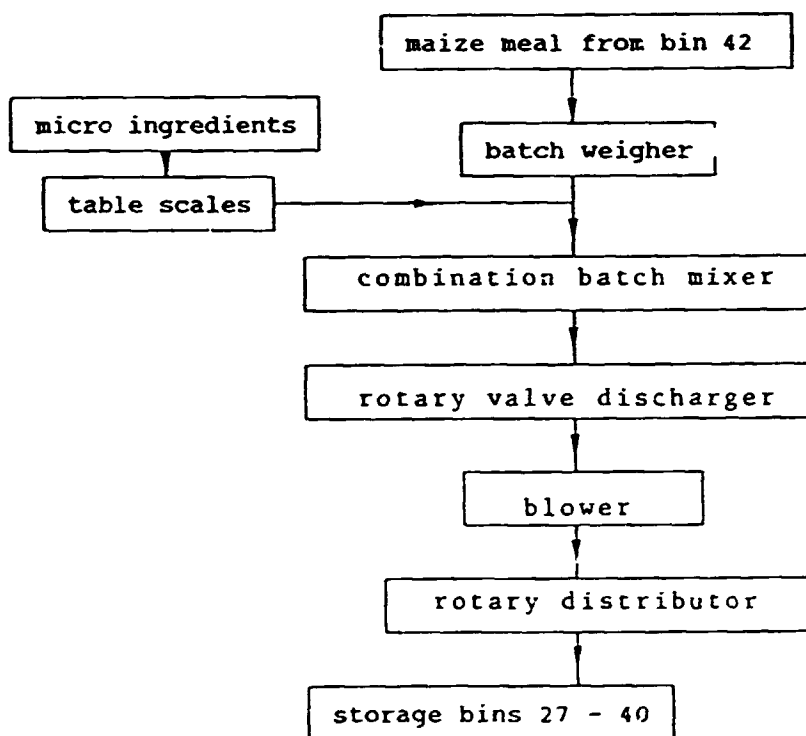 maize meal from bin 42
micro ingredients
batch weigher
table scales
combination batch mixer
rotary valve discharger
blower
rotary distributor
storage bins 27 - 40